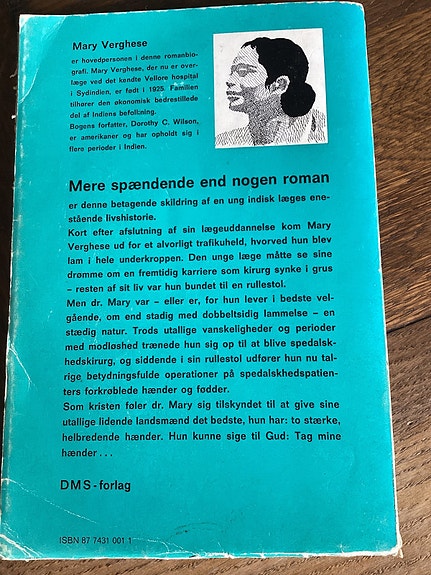 Mary Verghese
er hovedpersonen i denne romanbio-
grafi. Mary Verghese, der nu er over-
læge ved det kendte Vellore hospital
i Sydindien, er født i 1925. Familien
tilhører den økonomisk bedrestillede
del af Indiens befolkning.
Bogens forfatter, Dorothy C. Wilson,
er amerikaner og har opholdt sig i
flere perioder i Indien.
Mere spændende end nogen roman
er denne betagende skildring af en ung indisk læges ene-
stående livshistorie.
Kort efter afslutning af sin lægeuddannelse kom Mary
Verghese ud for et alvorligt trafikuheld, hvorved hun blev
lam i hele underkroppen. Den unge læge måtte se sine
drømme om en fremtidig karriere som kirurg synke i grus
- resten af sit liv var hun bundet til en rullestol.
Men dr. Mary var - eller er, for hun lever i bedste vel-
gående, om end stadig med dobbeltsidig lammelse - en
stædig natur. Trods utallige vanskeligheder og perioder
med modløshed trænede hun sig op til at blive spedalsk-
hedskirurg, og siddende i sin rullestol udfører hun nu tal-
rige betydningsfulde operationer på spedalskhedspatien-
ters forkrøblede hænder og fødder.
Som kristen føler dr. Mary sig tilskyndet til at give sine
utallige lidende landsmænd det bedste, hun har: to stærke,
helbredende hænder. Hun kunne sige til Gud: Tag mine
hænder . . .
DMS-forlag
ISBN 87 7431 001 1